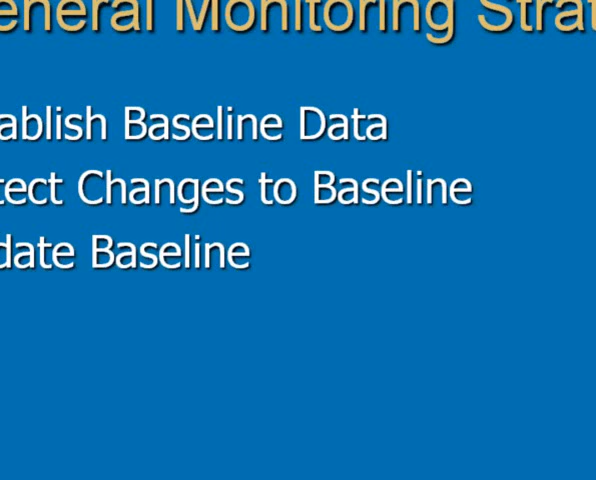 eneral Monitoring Strat
ablish Baseline Data
tect Changes to Baseline
date Baseline